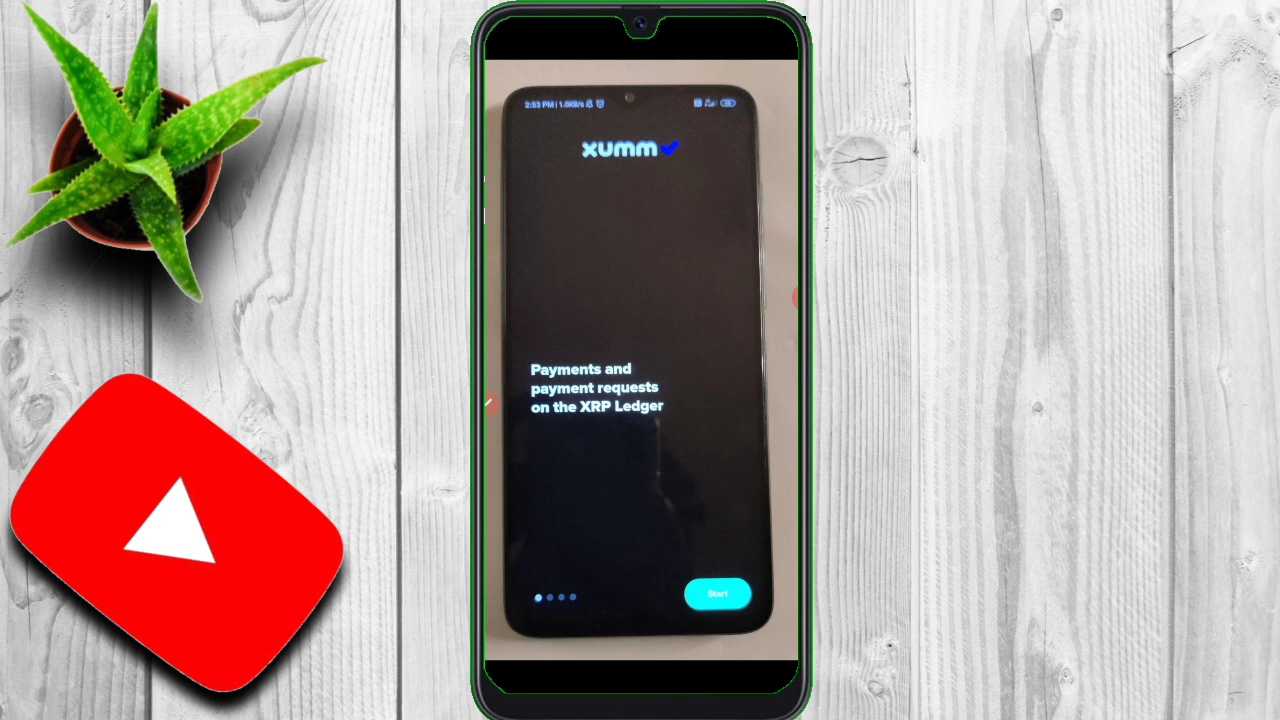 2:53 PM | 1.0KB/s
xumm
Payments and
payment requests
on the XRP Ledger
Start